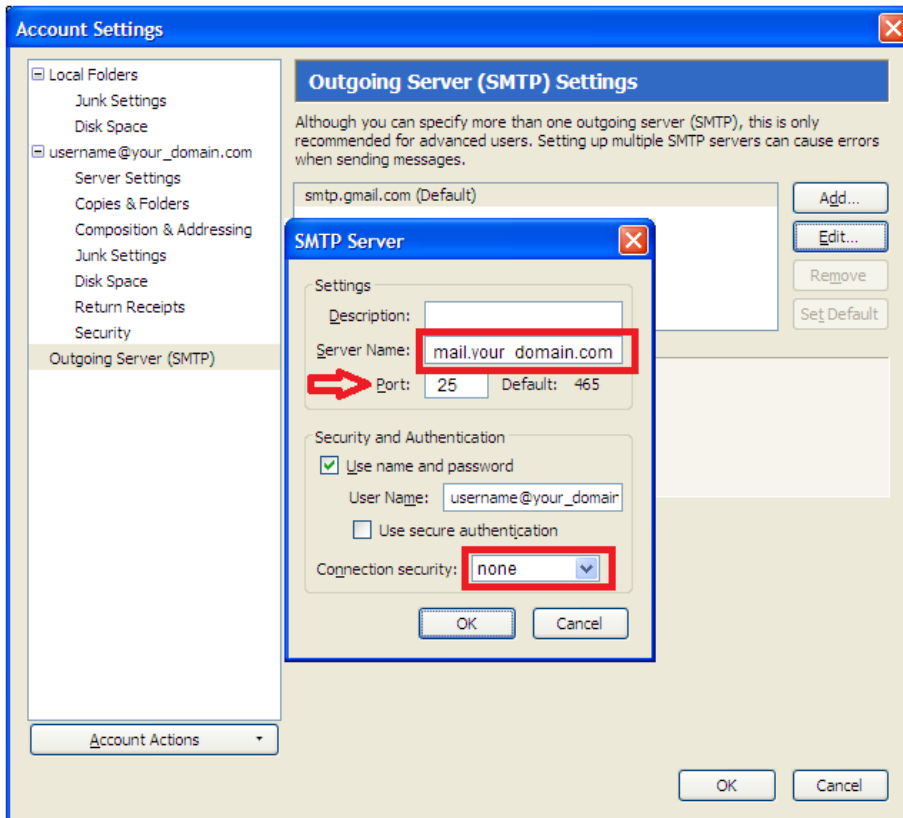 Account Settings
Local Folders
Junk Settings
Disk Space
username@your_domain.com
Server Settings
Copies & Folders
Composition & Addressing
Junk Settings
Disk Space
Return Receipts
Security
Outgoing Server (SMTP)
Account Actions
Outgoing Server (SMTP) Settings
Although you can specify more than one outgoing server (SMTP), this is only
recommended for advanced users. Setting up multiple SMTP servers can cause errors
when sending messages.
smtp.gmail.com (Default)
Add...
Edit...
Remove
Set Default
SMTP Server
Settings
Description:
Server Name: mail.your_domain.com
Port: 25 Default: 465
Security and Authentication
Use name and password
User Name: username@your_domain
Use secure authentication
Connection security: none
OK Cancel
OK Cancel